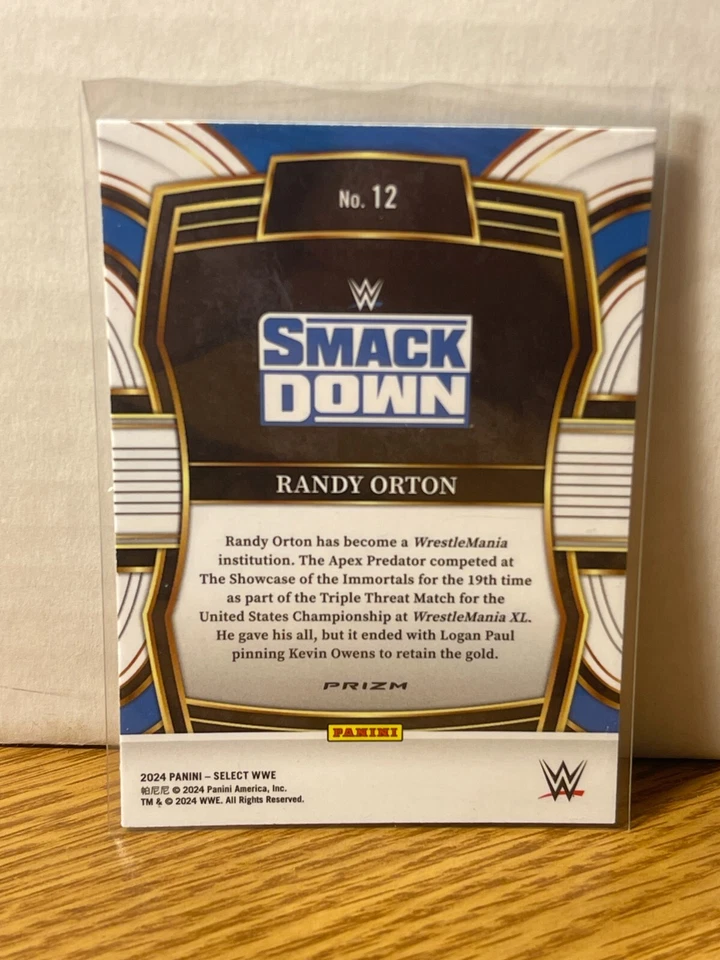 No. 12
W
SMACK
DOWN
RANDY ORTON
Randy Orton has become a WrestleMania
institution. The Apex Predator competed at
The Showcase of the Immortals for the 19th time
as part of the Triple Threat Match for the
United States Championship at WrestleMania XL.
He gave his all, but it ended with Logan Paul
pinning Kevin Owens to retain the gold.
PRIZM
PANINI
2024 PANINI – SELECT WWE
帕尼尼 © 2024 Panini America, Inc.
TM & © 2024 WWE. All Rights Reserved.
W